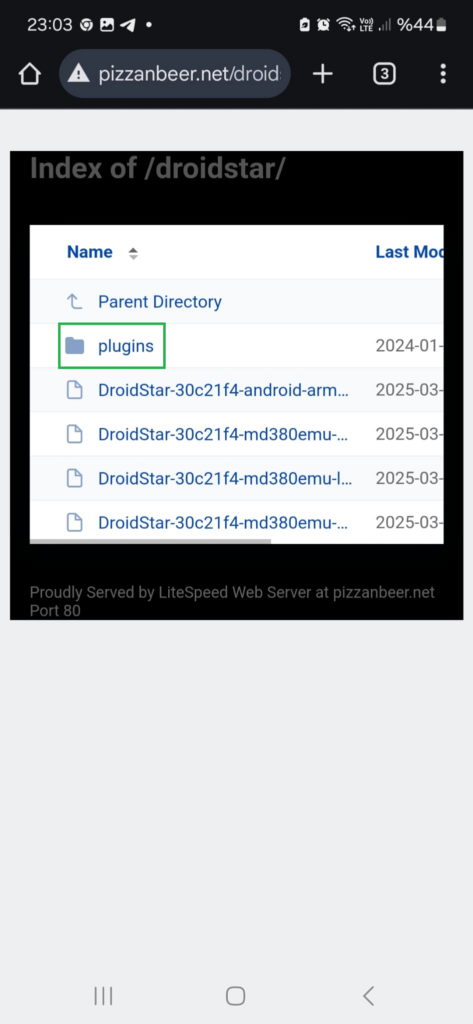 23:03 Vo)) LTE %44
pizzanbeer.net/droid
3
Index of /droidstar/
Name Last Mod
Parent Directory
plugins 2024-01-
DroidStar-30c21f4-android-arm... 2025-03-
DroidStar-30c21f4-md380emu-... 2025-03-
DroidStar-30c21f4-md380emu-l... 2025-03-
DroidStar-30c21f4-md380emu-... 2025-03-
Proudly Served by LiteSpeed Web Server at pizzanbeer.net
Port 80